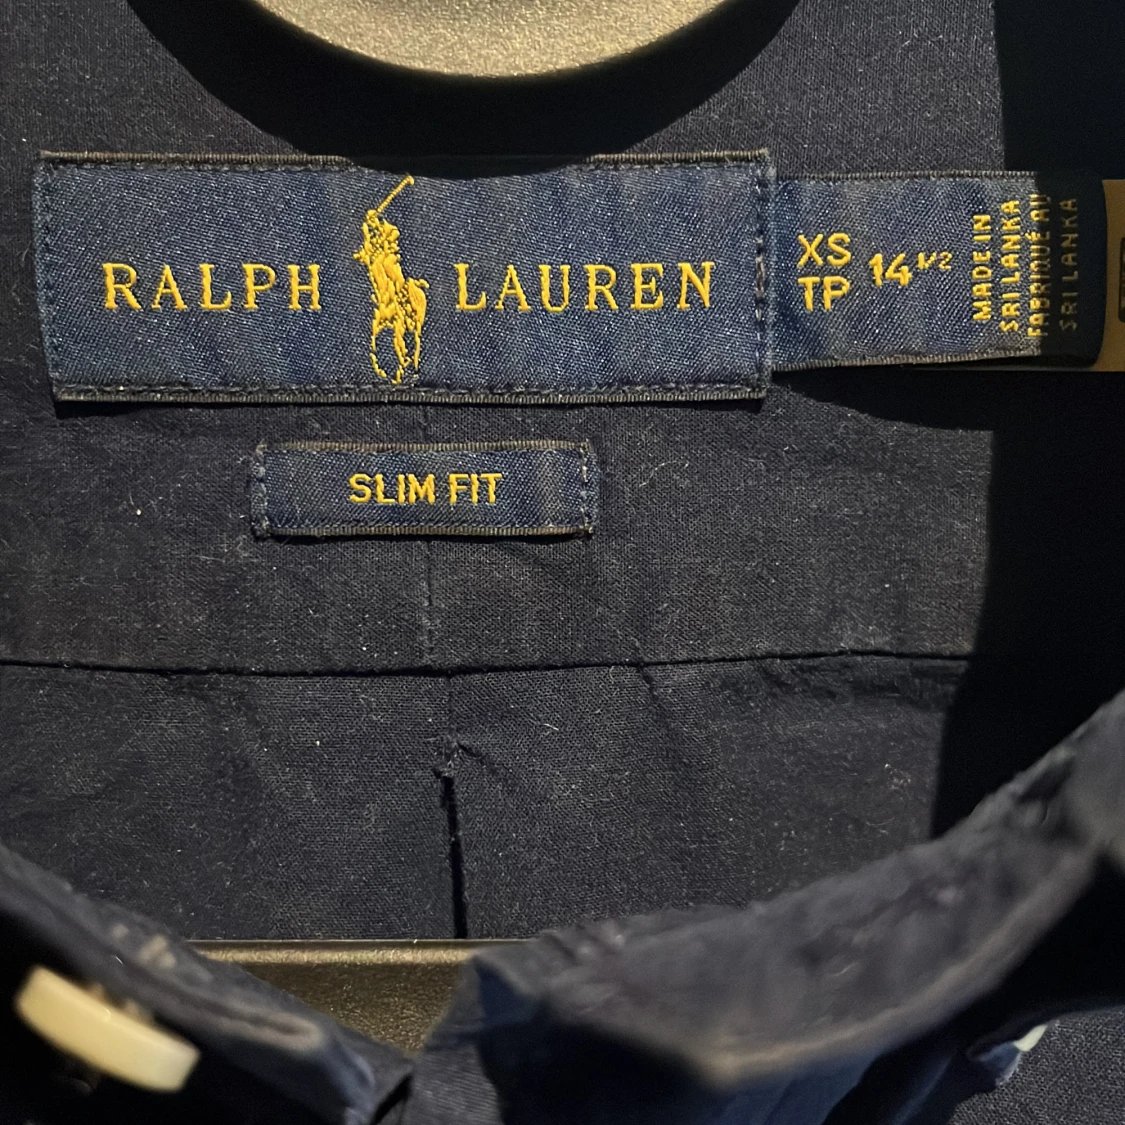 RALPH LAUREN
XS
TP
14 1/2
MADE IN
SRI LANKA
FABRIQUÉ AU
SRI LANKA
SLIM FIT